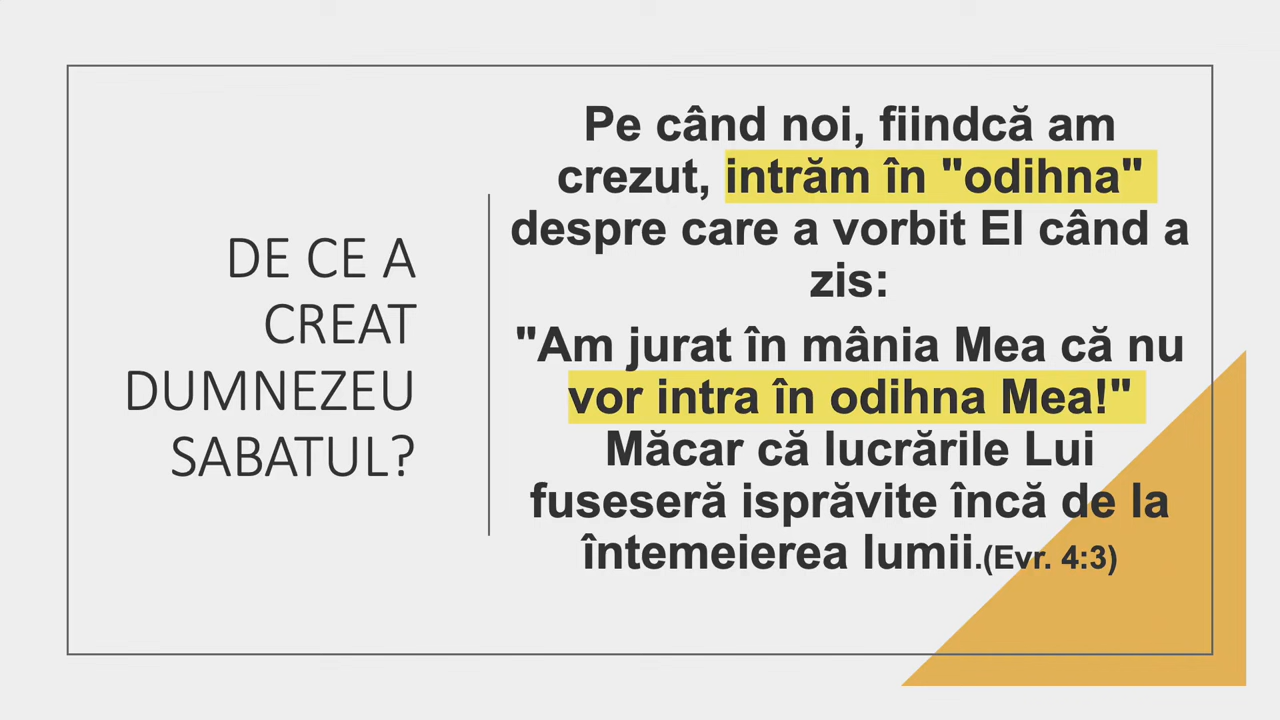 DE CE A
CREAT
DUMNEZEU
SABATUL?
Pe când noi, fiindcă am
crezut, intrăm în "odihna"
despre care a vorbit El când a
zis:
"Am jurat în mânia Mea că nu
vor intra în odihna Mea!"
Măcar că lucrările Lui
fuseseră isprăvite încă de la
întemeierea lumii.(Evr. 4:3)